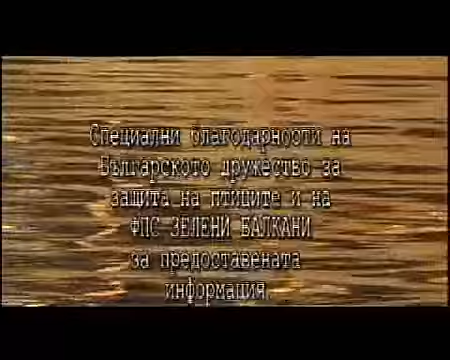 Специални благодарности на
Българското дружество за
защита на птиците и на
ФПС ЗЕЛЕНИ БАЛКАНИ
за предоставената
информация.